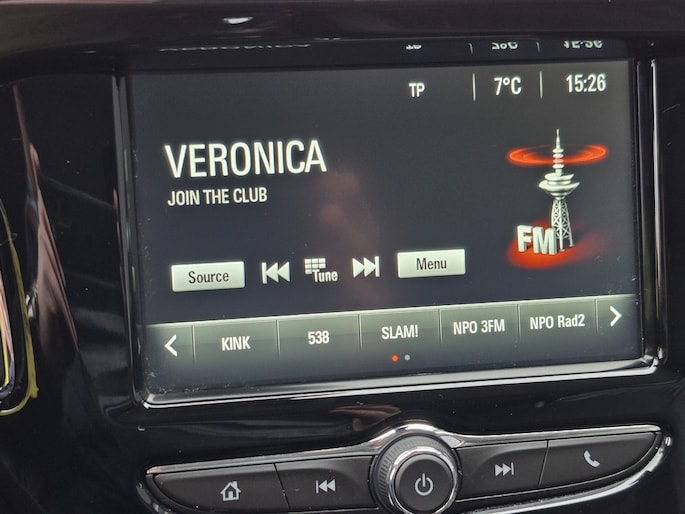 TP 7°C 15:26
VERONICA
JOIN THE CLUB
FM
Source Tune Menu
KINK 538 SLAM! NPO 3FM NPO Rad2